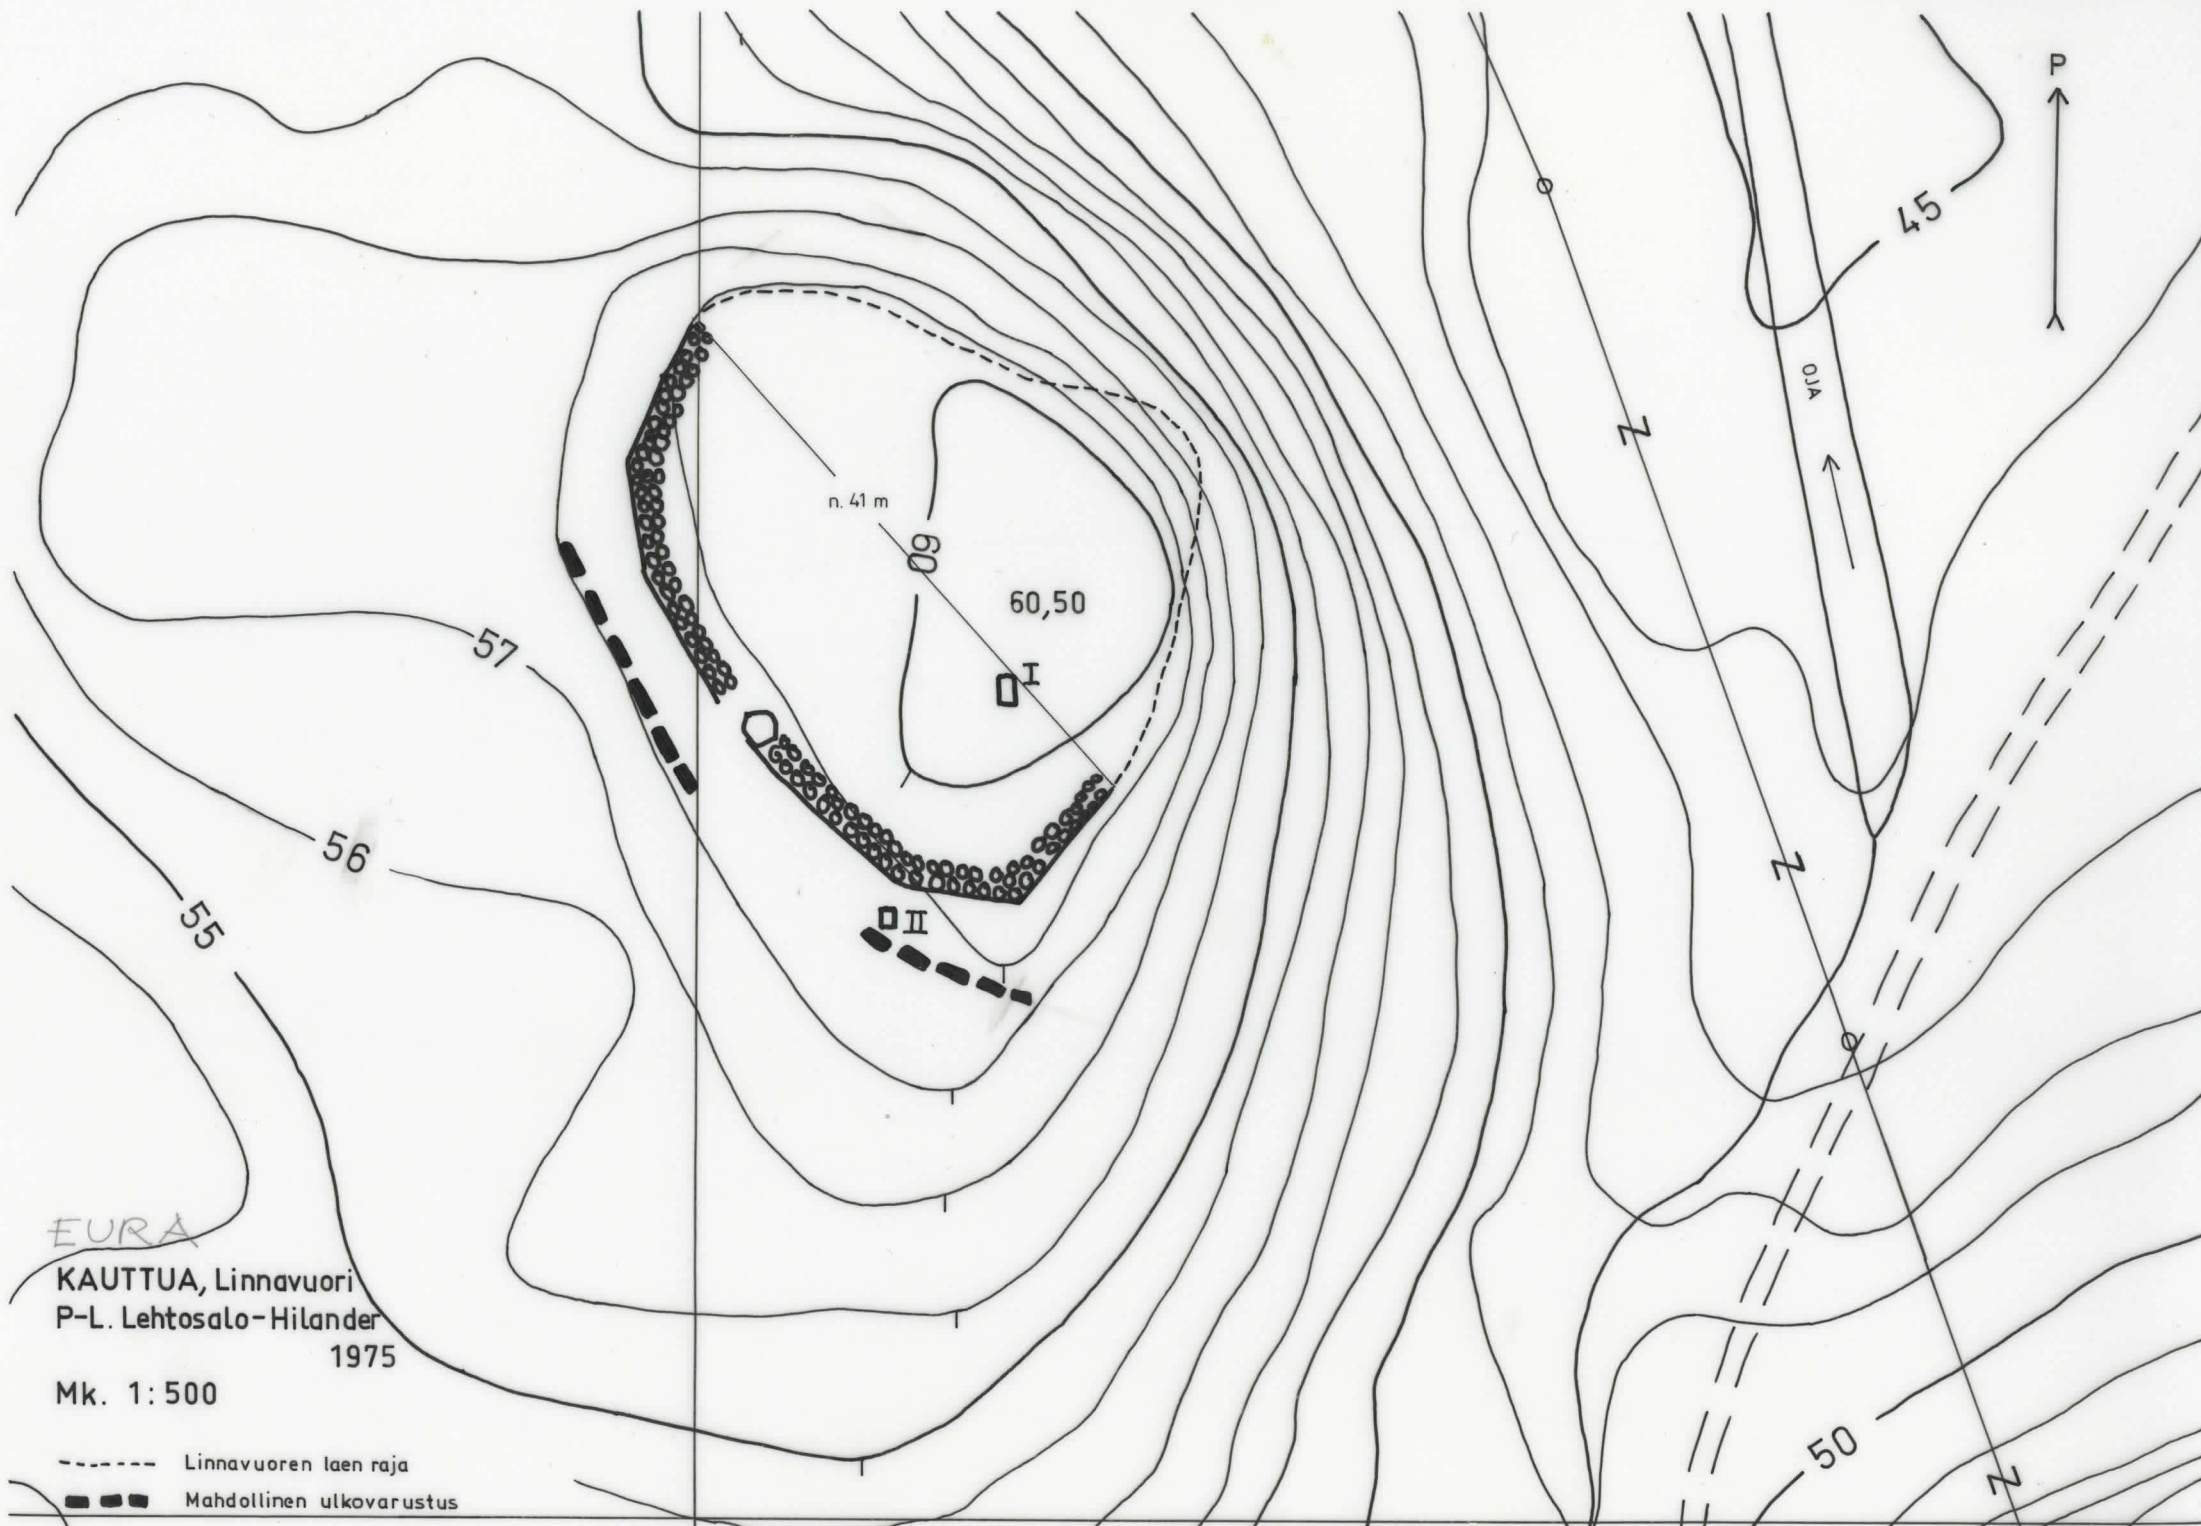 P
45
OJA
Z
n. 41 m
60
60,50
I
57
Z
56
II
55
EURA
KAUTTUA, Linnavuori
P-L. Lehtosalo-Hilander
1975
Mk. 1:500
50
Z
Linnavuoren laen raja
Mahdollinen ulkovarustus